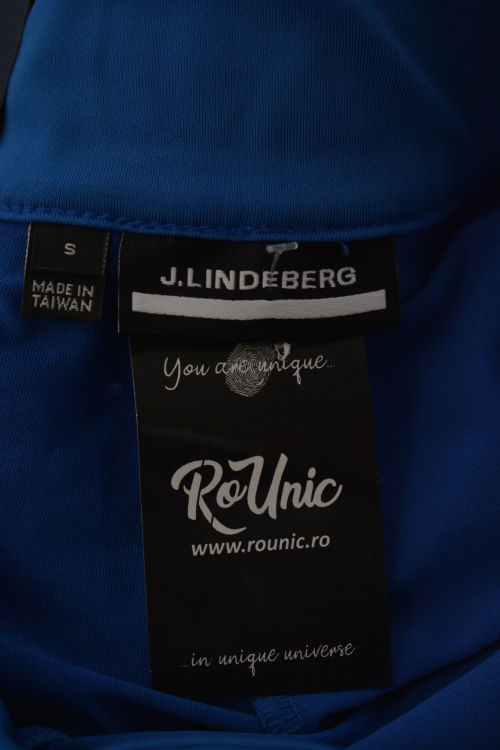 S
MADE IN
TAIWAN
J.LINDEBERG
You are unique...
RoUnic
www.rounic.ro
...in unique universe